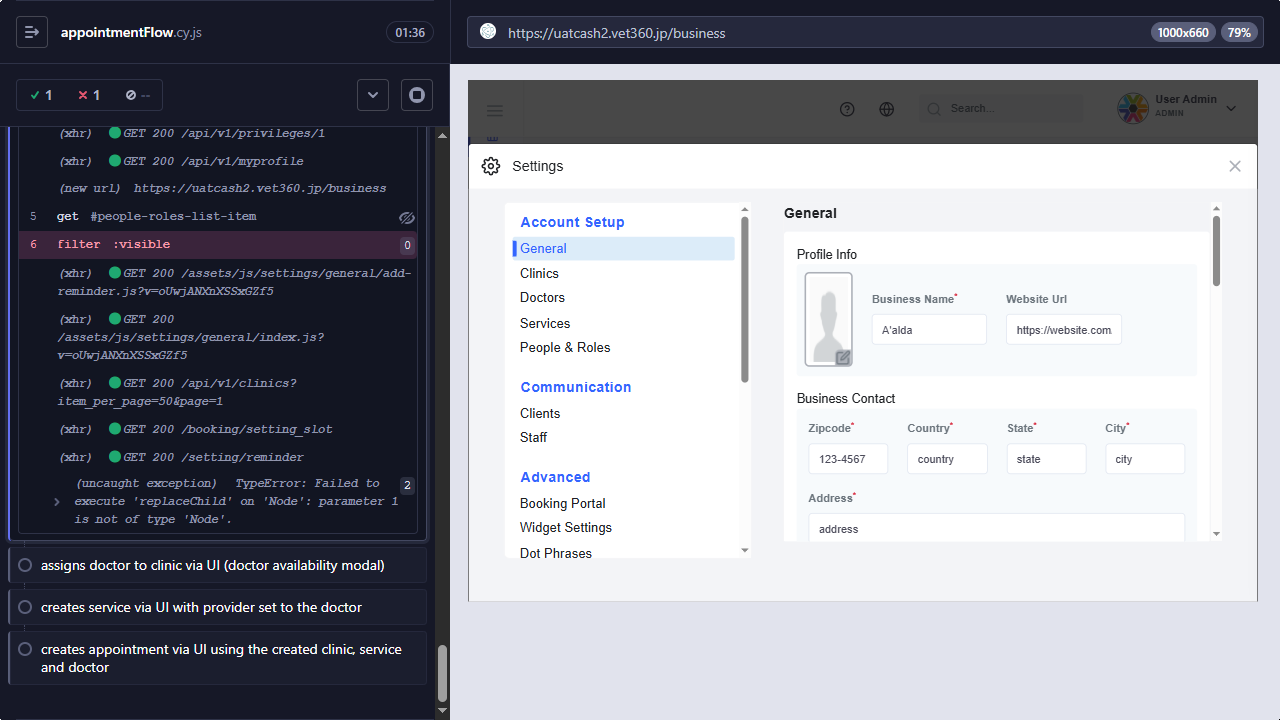 appointmentFlow.cy.js
01:36
1
1
--
(xhr) GET 200 /api/v1/privileges/1
(xhr) GET 200 /api/v1/myprofile
(new url) https://uatcash2.vet360.jp/business
5 get #people-roles-list-item
6 filter :visible 0
(xhr) GET 200 /assets/js/settings/general/add-
reminder.js?v=oUwjANXnXSSxGZf5
(xhr) GET 200
/assets/js/settings/general/index.js?
v=oUwjANXnXSSxGZf5
(xhr) GET 200 /api/v1/clinics?
item_per_page=50&page=1
(xhr) GET 200 /booking/setting_slot
(xhr) GET 200 /setting/reminder
(uncaught exception) TypeError: Failed to 2
execute 'replaceChild' on 'Node': parameter 1
is not of type 'Node'.
assigns doctor to clinic via UI (doctor availability modal)
creates service via UI with provider set to the doctor
creates appointment via UI using the created clinic, service
and doctor
https://uatcash2.vet360.jp/business
1000x660
79%
Search...
User Admin
ADMIN
Settings
Account Setup
General
Clinics
Doctors
Services
People & Roles
Communication
Clients
Staff
Advanced
Booking Portal
Widget Settings
Dot Phrases
General
Profile Info
Business Name* Website Url
A'alda https://website.com
Business Contact
Zipcode* Country* State* City*
123-4567 country state city
Address*
address